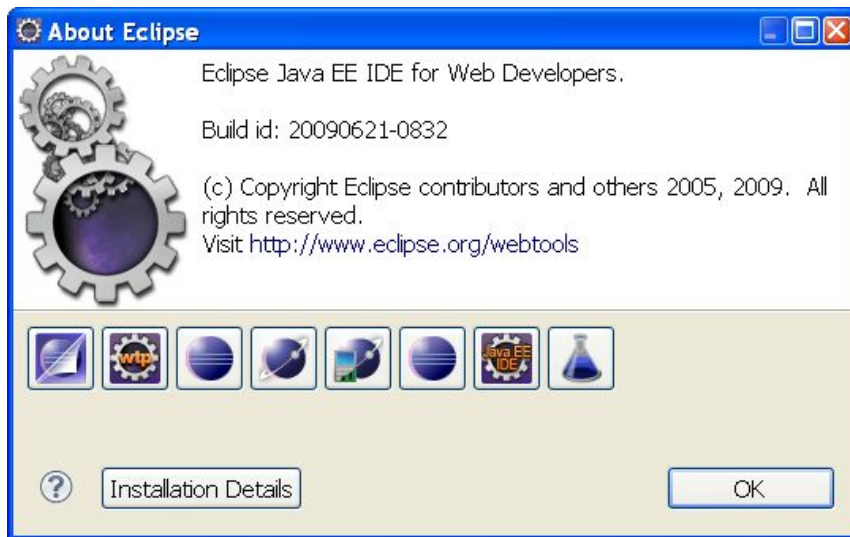 About Eclipse
Eclipse Java EE IDE for Web Developers.
Build id: 20090621-0832
(c) Copyright Eclipse contributors and others 2005, 2009. All
rights reserved.
Visit http://www.eclipse.org/webtools
wtp
Java EE
IDE
?
Installation Details
OK